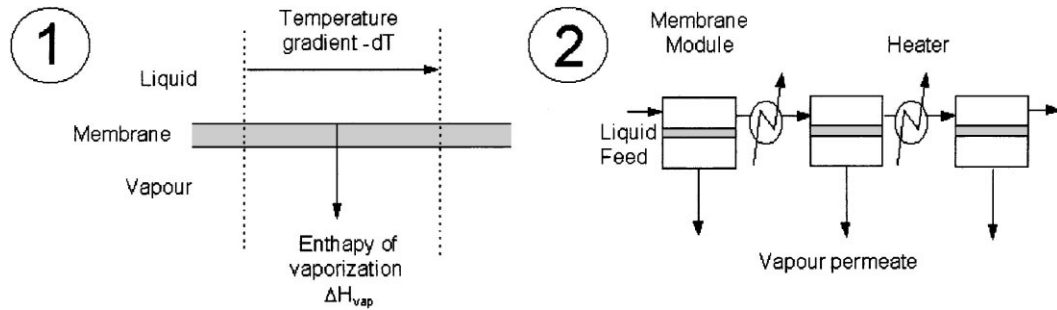 1
Temperature
gradient -dT
Liquid
Membrane
Vapour
Enthapy of
vaporization
ΔHvap
2
Membrane
Module
Heater
Liquid
Feed
Vapour permeate